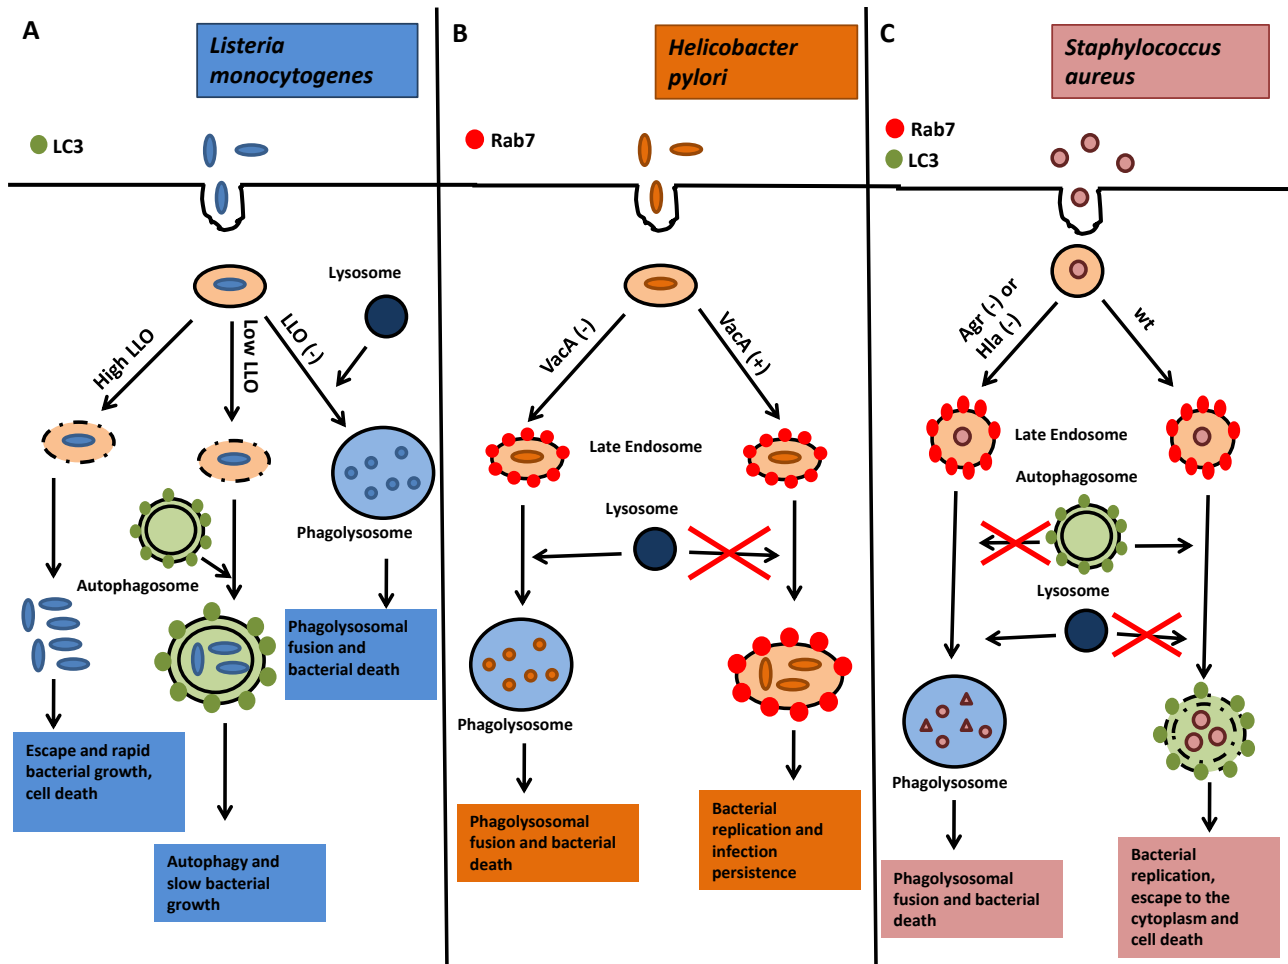 A
Listeria
monocytogenes
LC3
Lysosome
High LLO
Low LLO
LLO (-)
Phagolysosome
Autophagosome
Phagolysosomal
fusion and
bacterial death
Escape and rapid
bacterial growth,
cell death
Autophagy and
slow bacterial
growth
B
Helicobacter
pylori
Rab7
VacA (-)
VacA (+)
Late Endosome
Lysosome
Phagolysosome
Phagolysosomal
fusion and bacterial
death
Bacterial
replication and
infection
persistence
C
Staphylococcus
aureus
Rab7
LC3
Agr (-) or
Hla (-)
wt
Late Endosome
Autophagosome
Lysosome
Phagolysosome
Phagolysosomal
fusion and bacterial
death
Bacterial
replication,
escape to the
cytoplasm and
cell death